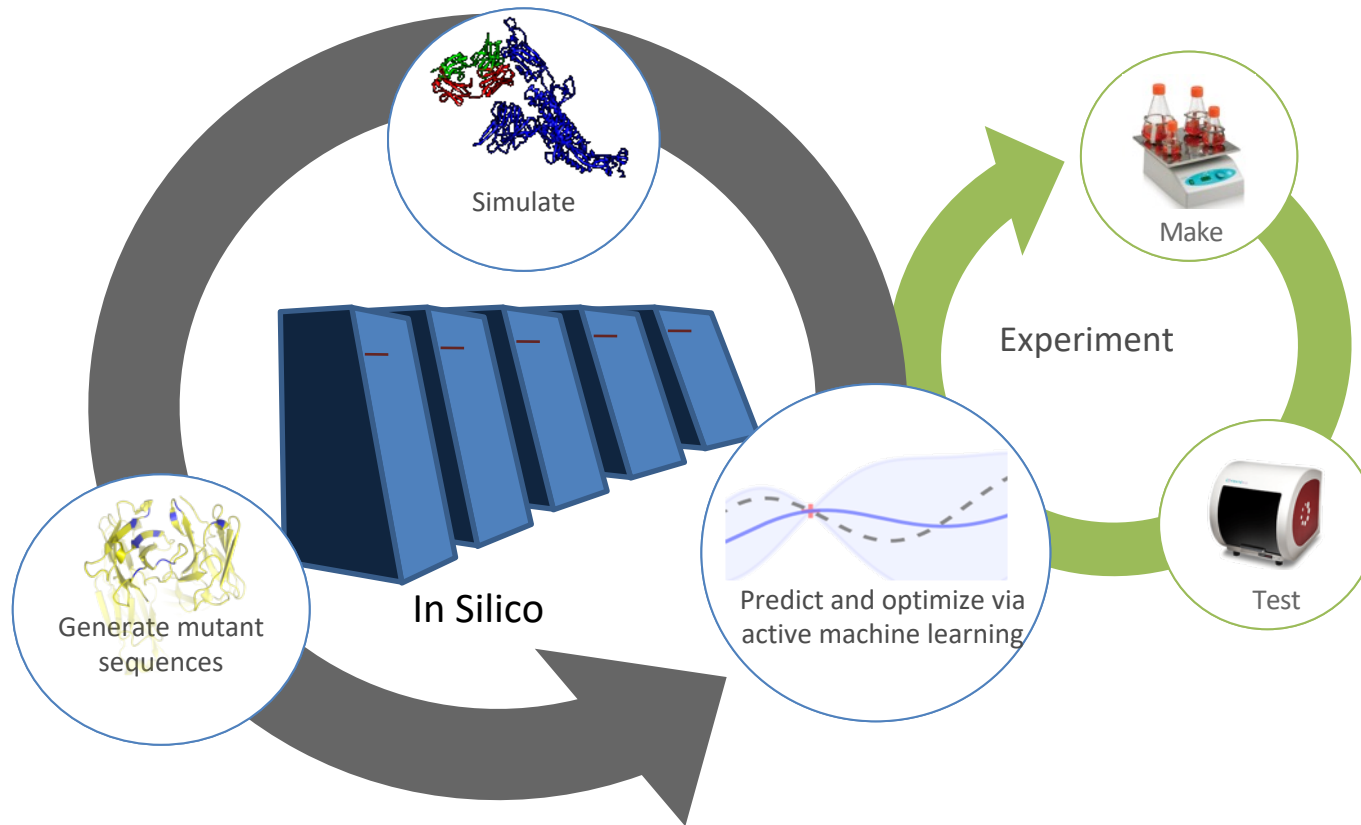 Simulate
Make
Experiment
In Silico
Predict and optimize via
active machine learning
Test
Generate mutant
sequences